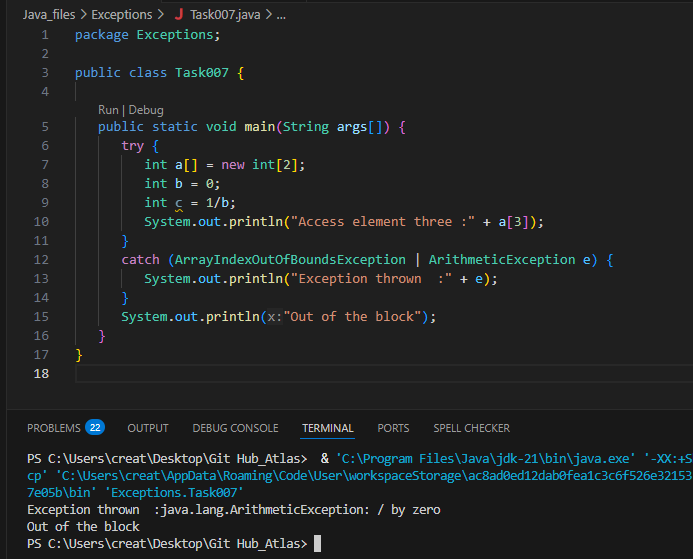 Java_files > Exceptions > J Task007.java > ...
1 package Exceptions;
2
3 public class Task007 {
4
Run | Debug
5 public static void main(String args[]) {
6 try {
7 int a[] = new int[2];
8 int b = 0;
9 int c = 1/b;
10 System.out.println("Access element three :" + a[3]);
11 }
12 catch (ArrayIndexOutOfBoundsException | ArithmeticException e) {
13 System.out.println("Exception thrown  :" + e);
14 }
15 System.out.println(x:"Out of the block");
16 }
17 }
18
PROBLEMS 22 OUTPUT DEBUG CONSOLE TERMINAL PORTS SPELL CHECKER
PS C:\Users\creat\Desktop\Git Hub_Atlas>  & 'C:\Program Files\Java\jdk-21\bin\java.exe' '-XX:+S
cp' 'C:\Users\creat\AppData\Roaming\Code\User\workspaceStorage\ac8ad0ed12dab0fea1c3c6f526e32153
7e05b\bin' 'Exceptions.Task007'
Exception thrown  :java.lang.ArithmeticException: / by zero
Out of the block
PS C:\Users\creat\Desktop\Git Hub_Atlas>